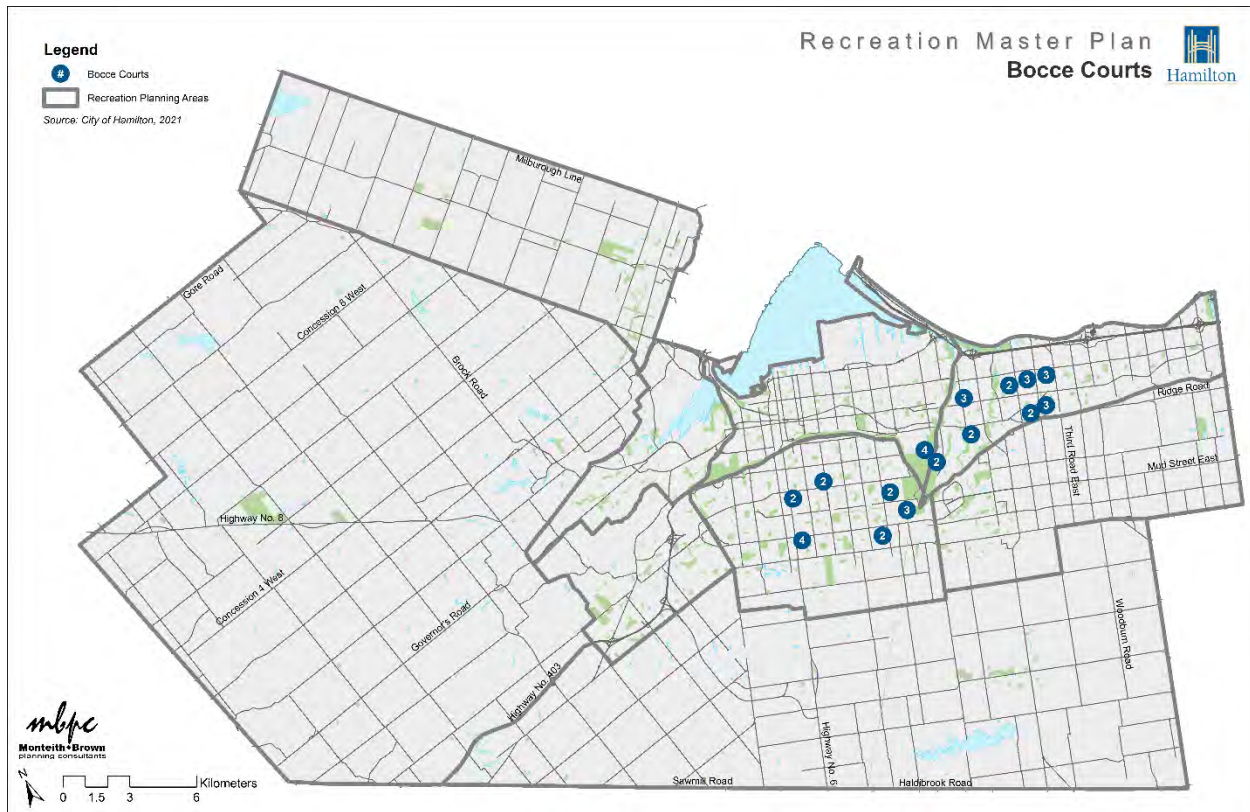 Legend
# Bocce Courts
Recreation Planning Areas
Source: City of Hamilton, 2021
Recreation Master Plan
Bocce Courts
Hamilton
Milburough Line
Gore Road
Concession 8 West
Brock Road
2 3 3
3
2 3
2
Ridge Road
Third Road East
4
2
Mud Street East
2
2
2
3
2
4
Highway No. 8
Concession 4 West
Governor's Road
Highway No. 403
Woodburn Road
Highway No. 6
Sawmill Road
Haldibrook Road
mbpc
Monteith+Brown
planning consultants
N
Kilometers
0 1.5 3 6